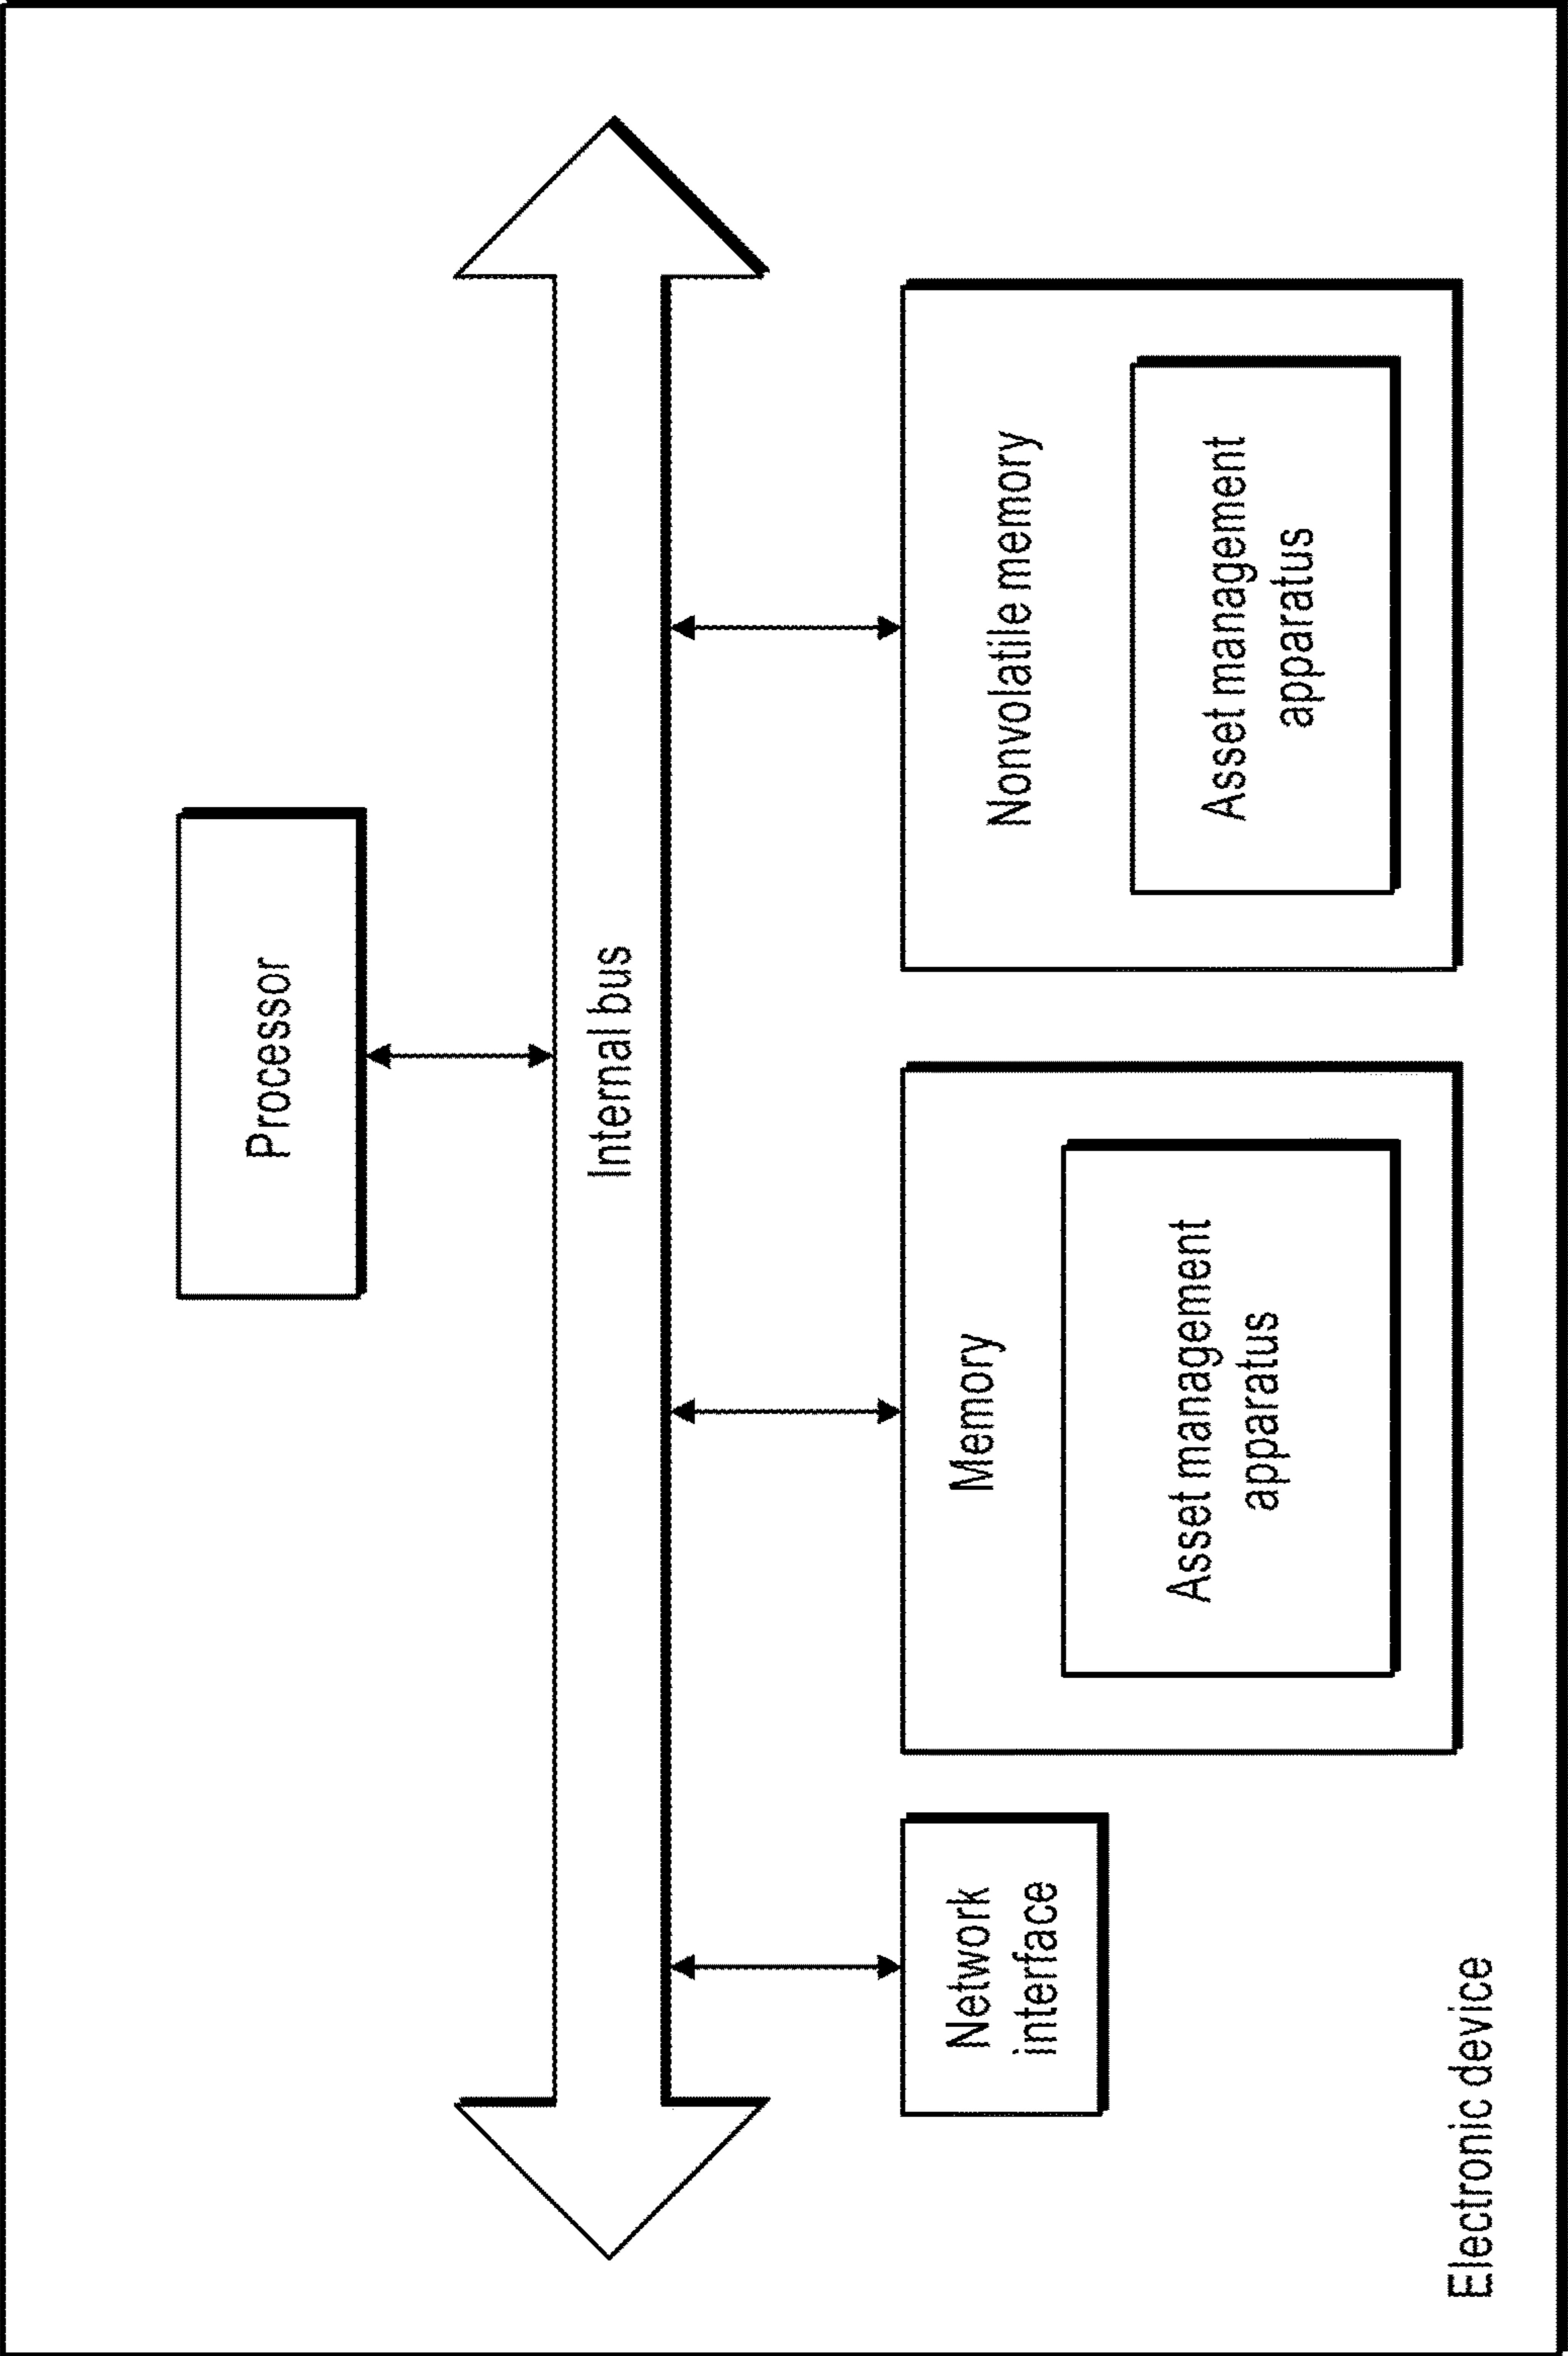 Processor
Internal bus
Network
interface
Memory
Asset management
apparatus
Nonvolatile memory
Asset management
apparatus
Electronic device